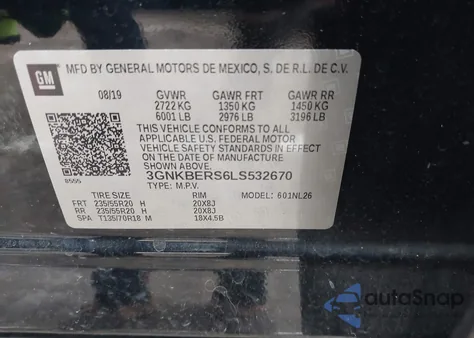 GM
MFD BY GENERAL MOTORS DE MEXICO, S. DE R.L. DE C.V.
08/19 GVWR GAWR FRT GAWR RR
2722 KG 1350 KG 1450 KG
6001 LB 2976 LB 3196 LB
THIS VEHICLE CONFORMS TO ALL
APPLICABLE U.S. FEDERAL MOTOR
VEHICLE SAFETY STANDARDS IN EFFECT
ON THE DATE OF MANUFACTURE SHOWN ABOVE
3GNKBERS6LS532670
TYPE: M.P.V. MODEL: 601NL26
8555
TIRE SIZE RIM
FRT 235/55R20 H 20X8J
RR 235/55R20 H 20X8J
SPA T135/70R18 M 18X4.5B
autoSnap